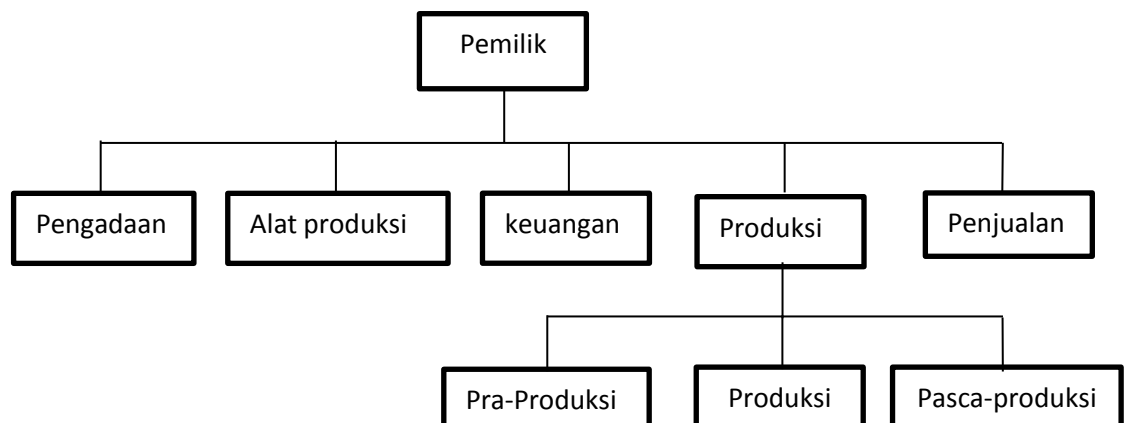 Pemilik
Pengadaan
Alat produksi
keuangan
Produksi
Penjualan
Pra-Produksi
Produksi
Pasca-produksi